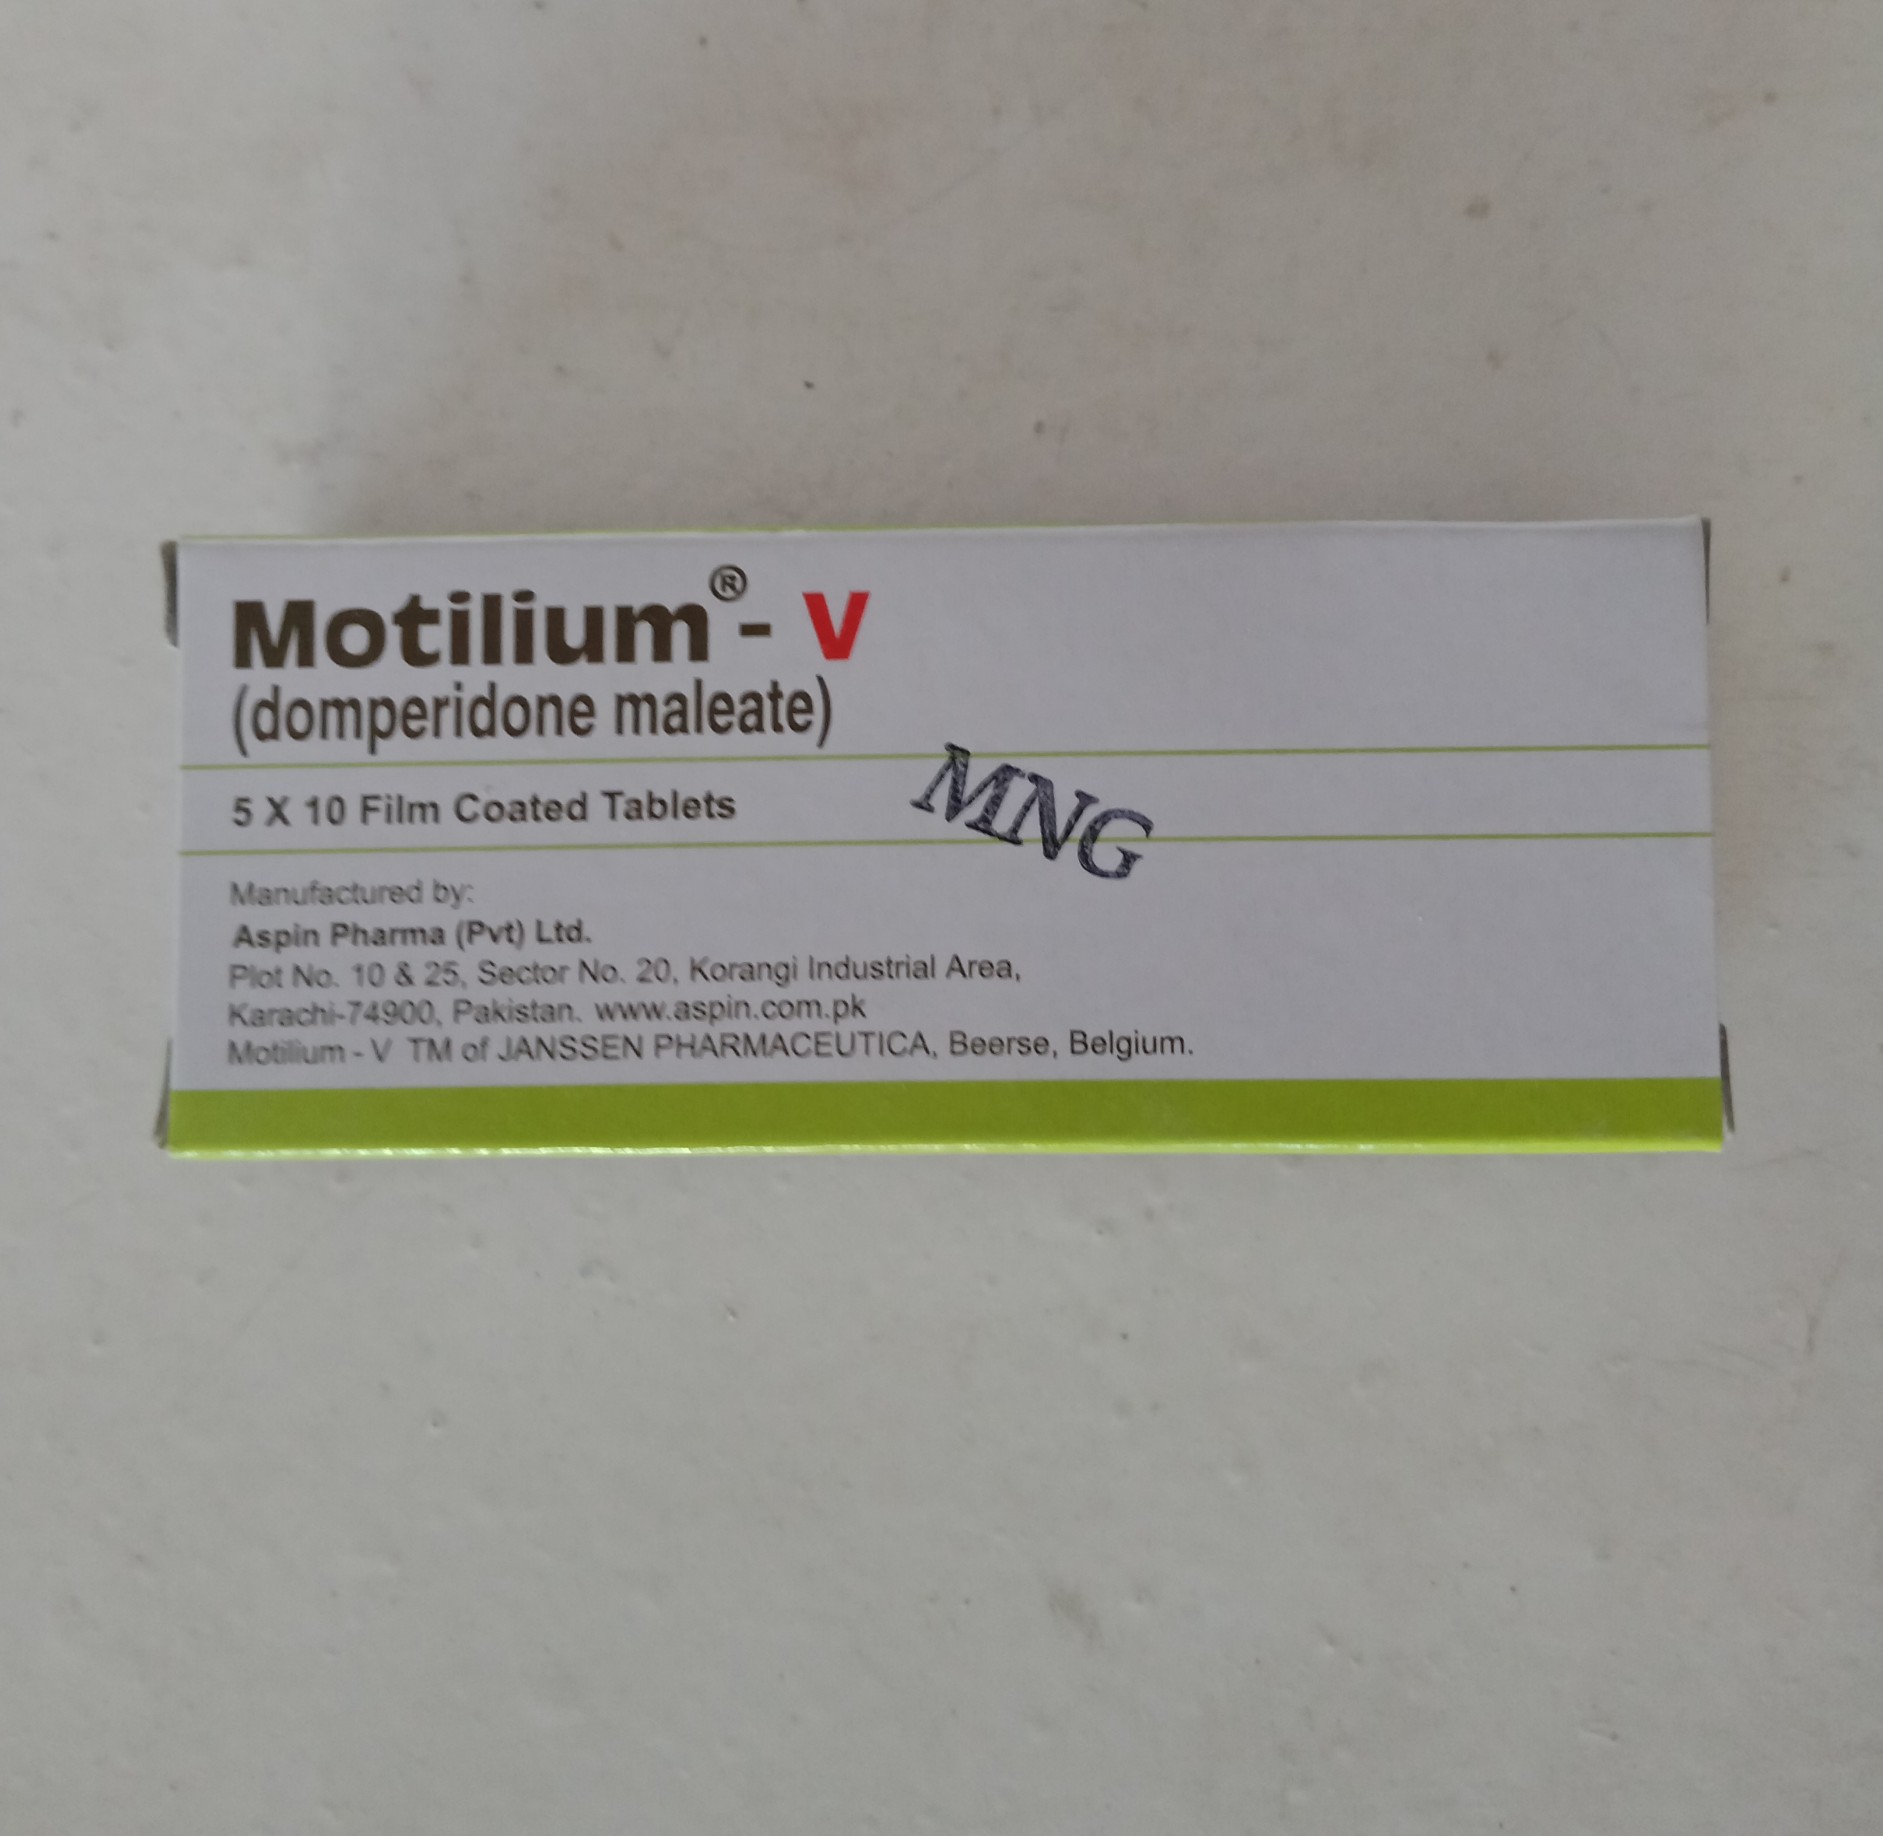 Motilium®- V
(domperidone maleate)
5 X 10 Film Coated Tablets
MNG
Manufactured by:
Aspin Pharma (Pvt) Ltd.
Plot No. 10 & 25, Sector No. 20, Korangi Industrial Area,
Karachi-74900, Pakistan. www.aspin.com.pk
Motilium - V TM of JANSSEN PHARMACEUTICA, Beerse, Belgium.